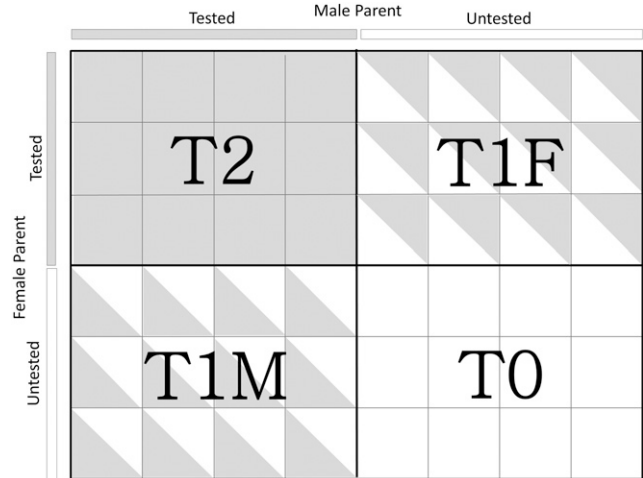 Male Parent
Tested
Untested
Female Parent
Tested
Untested
T2
T1F
T1M
T0